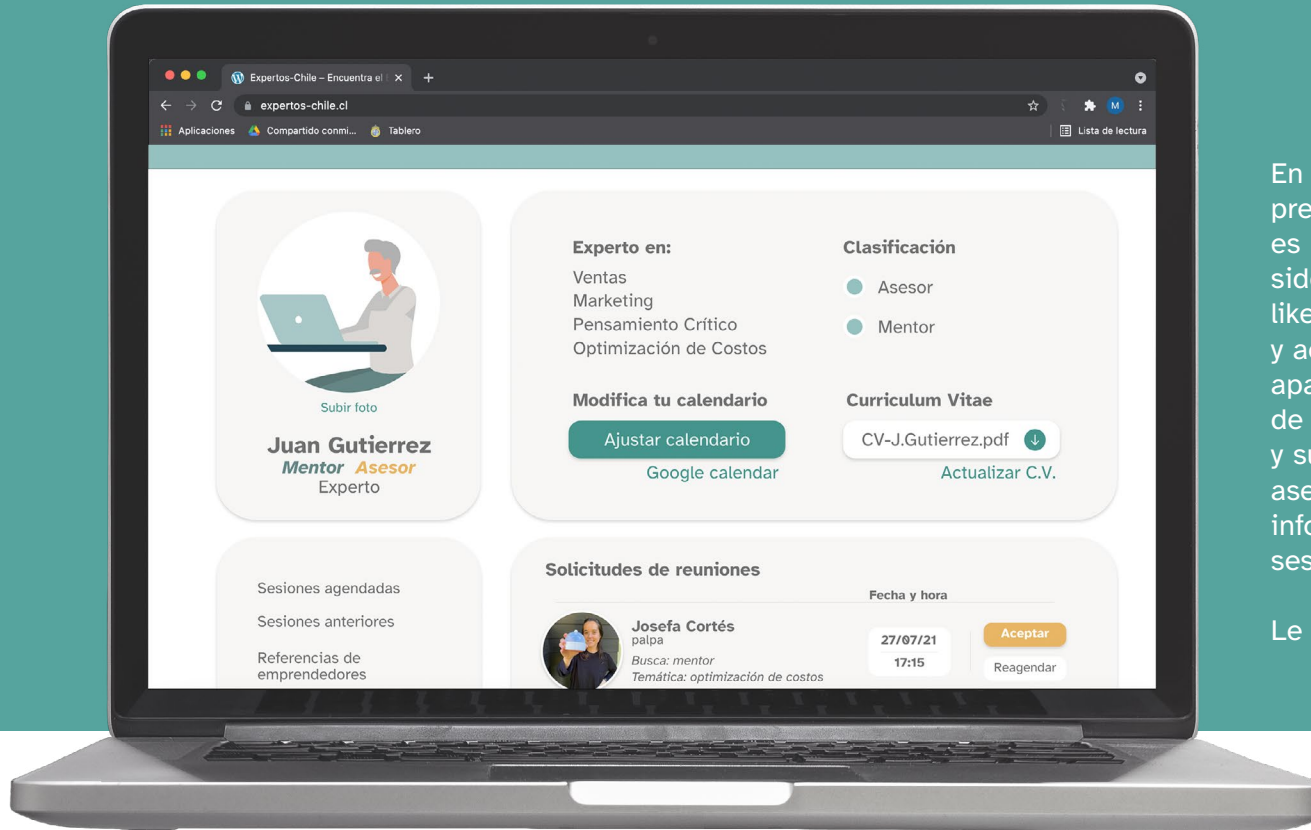 Expertos-Chile – Encuentra el
expertos-chile.cl
M
Aplicaciones
Compartido conmi...
Tablero
Lista de lectura
Subir foto
Juan Gutierrez
Mentor Asesor
Experto
Experto en:
Ventas
Marketing
Pensamiento Crítico
Optimización de Costos
Clasificación
Asesor
Mentor
Modifica tu calendario
Ajustar calendario
Google calendar
Curriculum Vitae
CV-J.Gutierrez.pdf
Actualizar C.V.
Sesiones agendadas
Sesiones anteriores
Referencias de
emprendedores
Solicitudes de reuniones
Fecha y hora
Josefa Cortés
palpa
Busca: mentor
Temática: optimización de costos
27/07/21
17:15
Aceptar
Reagendar
En
pre
es
sid
like
y a
apa
de
y su
ase
info
ses
Le